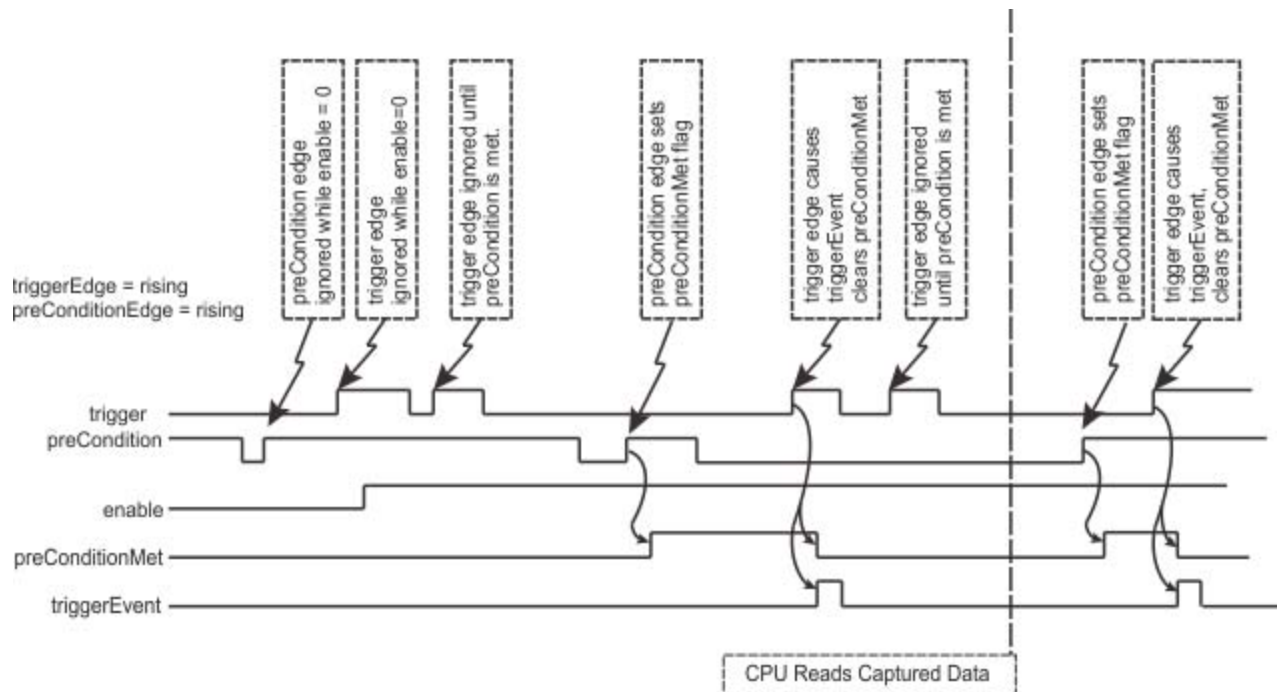 preCondition edge
ignored while enable = 0
trigger edge
ignored while enable=0
trigger edge ignored until
preCondition is met.
preCondition edge sets
preConditionMet flag
trigger edge causes
triggerEvent
clears preConditionMet
trigger edge ignored
until preCondition is met
preCondition edge sets
preConditionMet flag
trigger edge causes
triggerEvent,
clears preConditionMet
triggerEdge = rising
preConditionEdge = rising
trigger
preCondition
enable
preConditionMet
triggerEvent
CPU Reads Captured Data